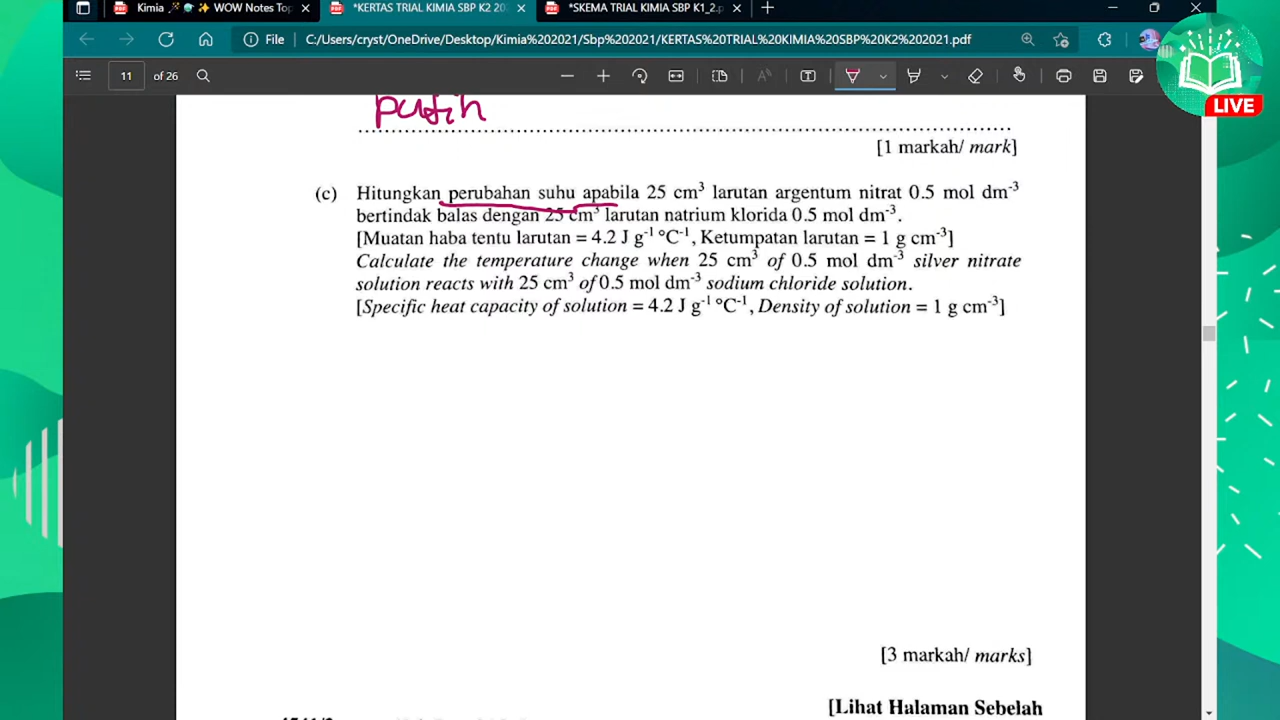 Kimia 🪄🎓✨ WOW Notes Top
*KERTAS TRIAL KIMIA SBP K2 202
*SKEMA TRIAL KIMIA SBP K1_2.p
File C:/Users/cryst/OneDrive/Desktop/Kimia%202021/Sbp%202021/KERTAS%20TRIAL%20KIMIA%20SBP%20K2%202021.pdf
LIVE
11 of 26
putih
[1 markah/ mark]
(c) Hitungkan perubahan suhu apabila 25 cm³ larutan argentum nitrat 0.5 mol dm⁻³
bertindak balas dengan 25 cm³ larutan natrium klorida 0.5 mol dm⁻³.
[Muatan haba tentu larutan = 4.2 J g⁻¹ °C⁻¹, Ketumpatan larutan = 1 g cm⁻³]
Calculate the temperature change when 25 cm³ of 0.5 mol dm⁻³ silver nitrate
solution reacts with 25 cm³ of 0.5 mol dm⁻³ sodium chloride solution.
[Specific heat capacity of solution = 4.2 J g⁻¹ °C⁻¹, Density of solution = 1 g cm⁻³]
[3 markah/ marks]
[Lihat Halaman Sebelah